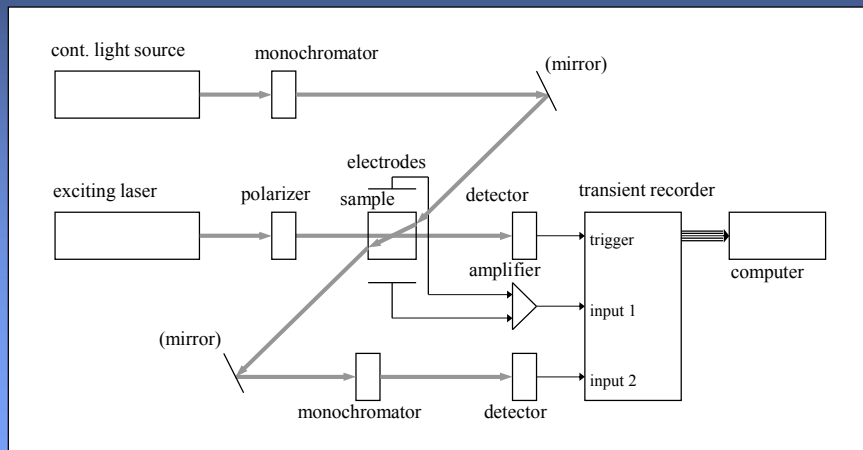 cont. light source
monochromator
(mirror)
electrodes
exciting laser
polarizer
sample
detector
transient recorder
trigger
amplifier
computer
input 1
(mirror)
input 2
monochromator
detector